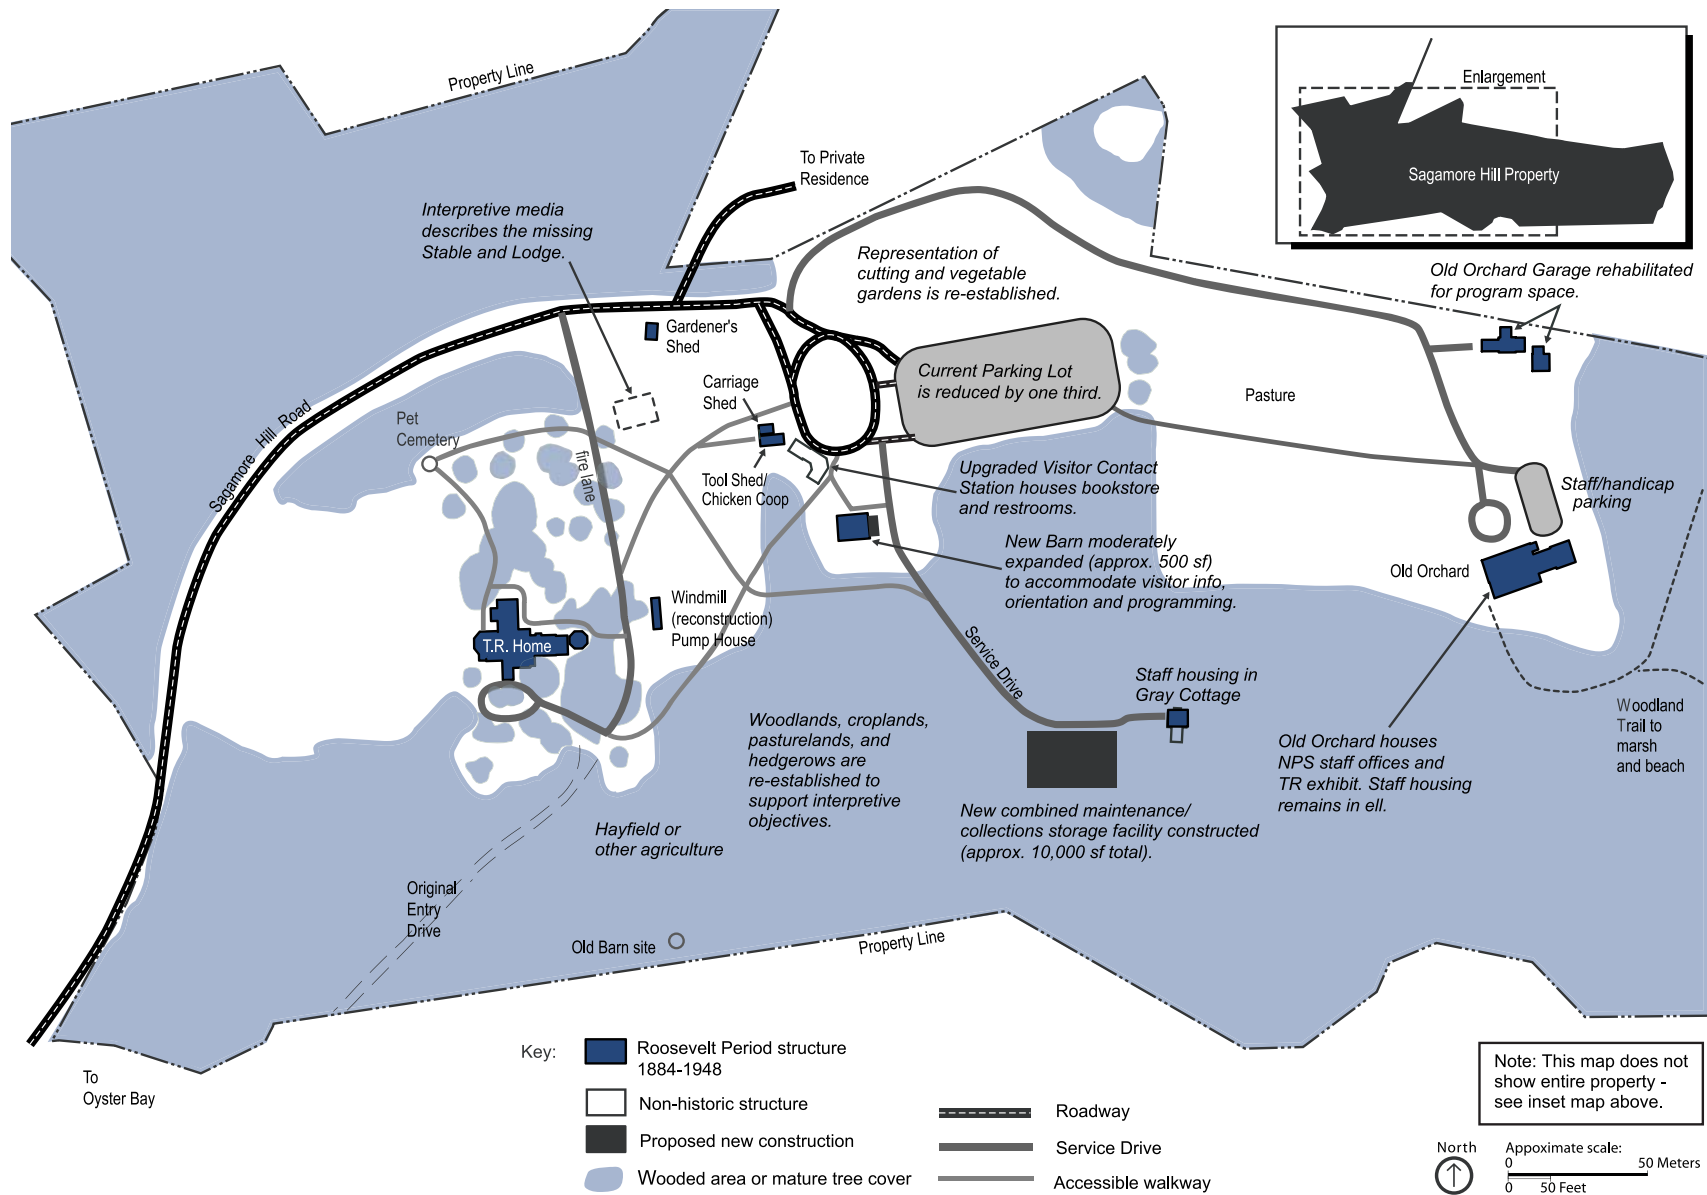 Property Line
Enlargement
Sagamore Hill Property
To Private
Residence
Interpretive media
describes the missing
Stable and Lodge.
Representation of
cutting and vegetable
gardens is re-established.
Old Orchard Garage rehabilitated
for program space.
Gardener's
Shed
Current Parking Lot
is reduced by one third.
Carriage
Shed
Pasture
Pet
Cemetery
Sagamore Hill Road
fire lane
Tool Shed/
Chicken Coop
Upgraded Visitor Contact
Station houses bookstore
and restrooms.
Staff/handicap
parking
New Barn moderately
expanded (approx. 500 sf)
to accommodate visitor info,
orientation and programming.
Old Orchard
Windmill
(reconstruction)
Pump House
T.R. Home
Service Drive
Staff housing in
Gray Cottage
Woodlands, croplands,
pasturelands, and
hedgerows are
re-established to
support interpretive
objectives.
Old Orchard houses
NPS staff offices and
TR exhibit. Staff housing
remains in ell.
Woodland
Trail to
marsh
and beach
Hayfield or
other agriculture
New combined maintenance/
collections storage facility constructed
(approx. 10,000 sf total).
Original
Entry
Drive
Old Barn site
Property Line
To
Oyster Bay
Key:
Roosevelt Period structure
1884-1948
Non-historic structure
Proposed new construction
Wooded area or mature tree cover
Roadway
Service Drive
Accessible walkway
Note: This map does not
show entire property -
see inset map above.
North
Appoximate scale:
0 50 Meters
0 50 Feet